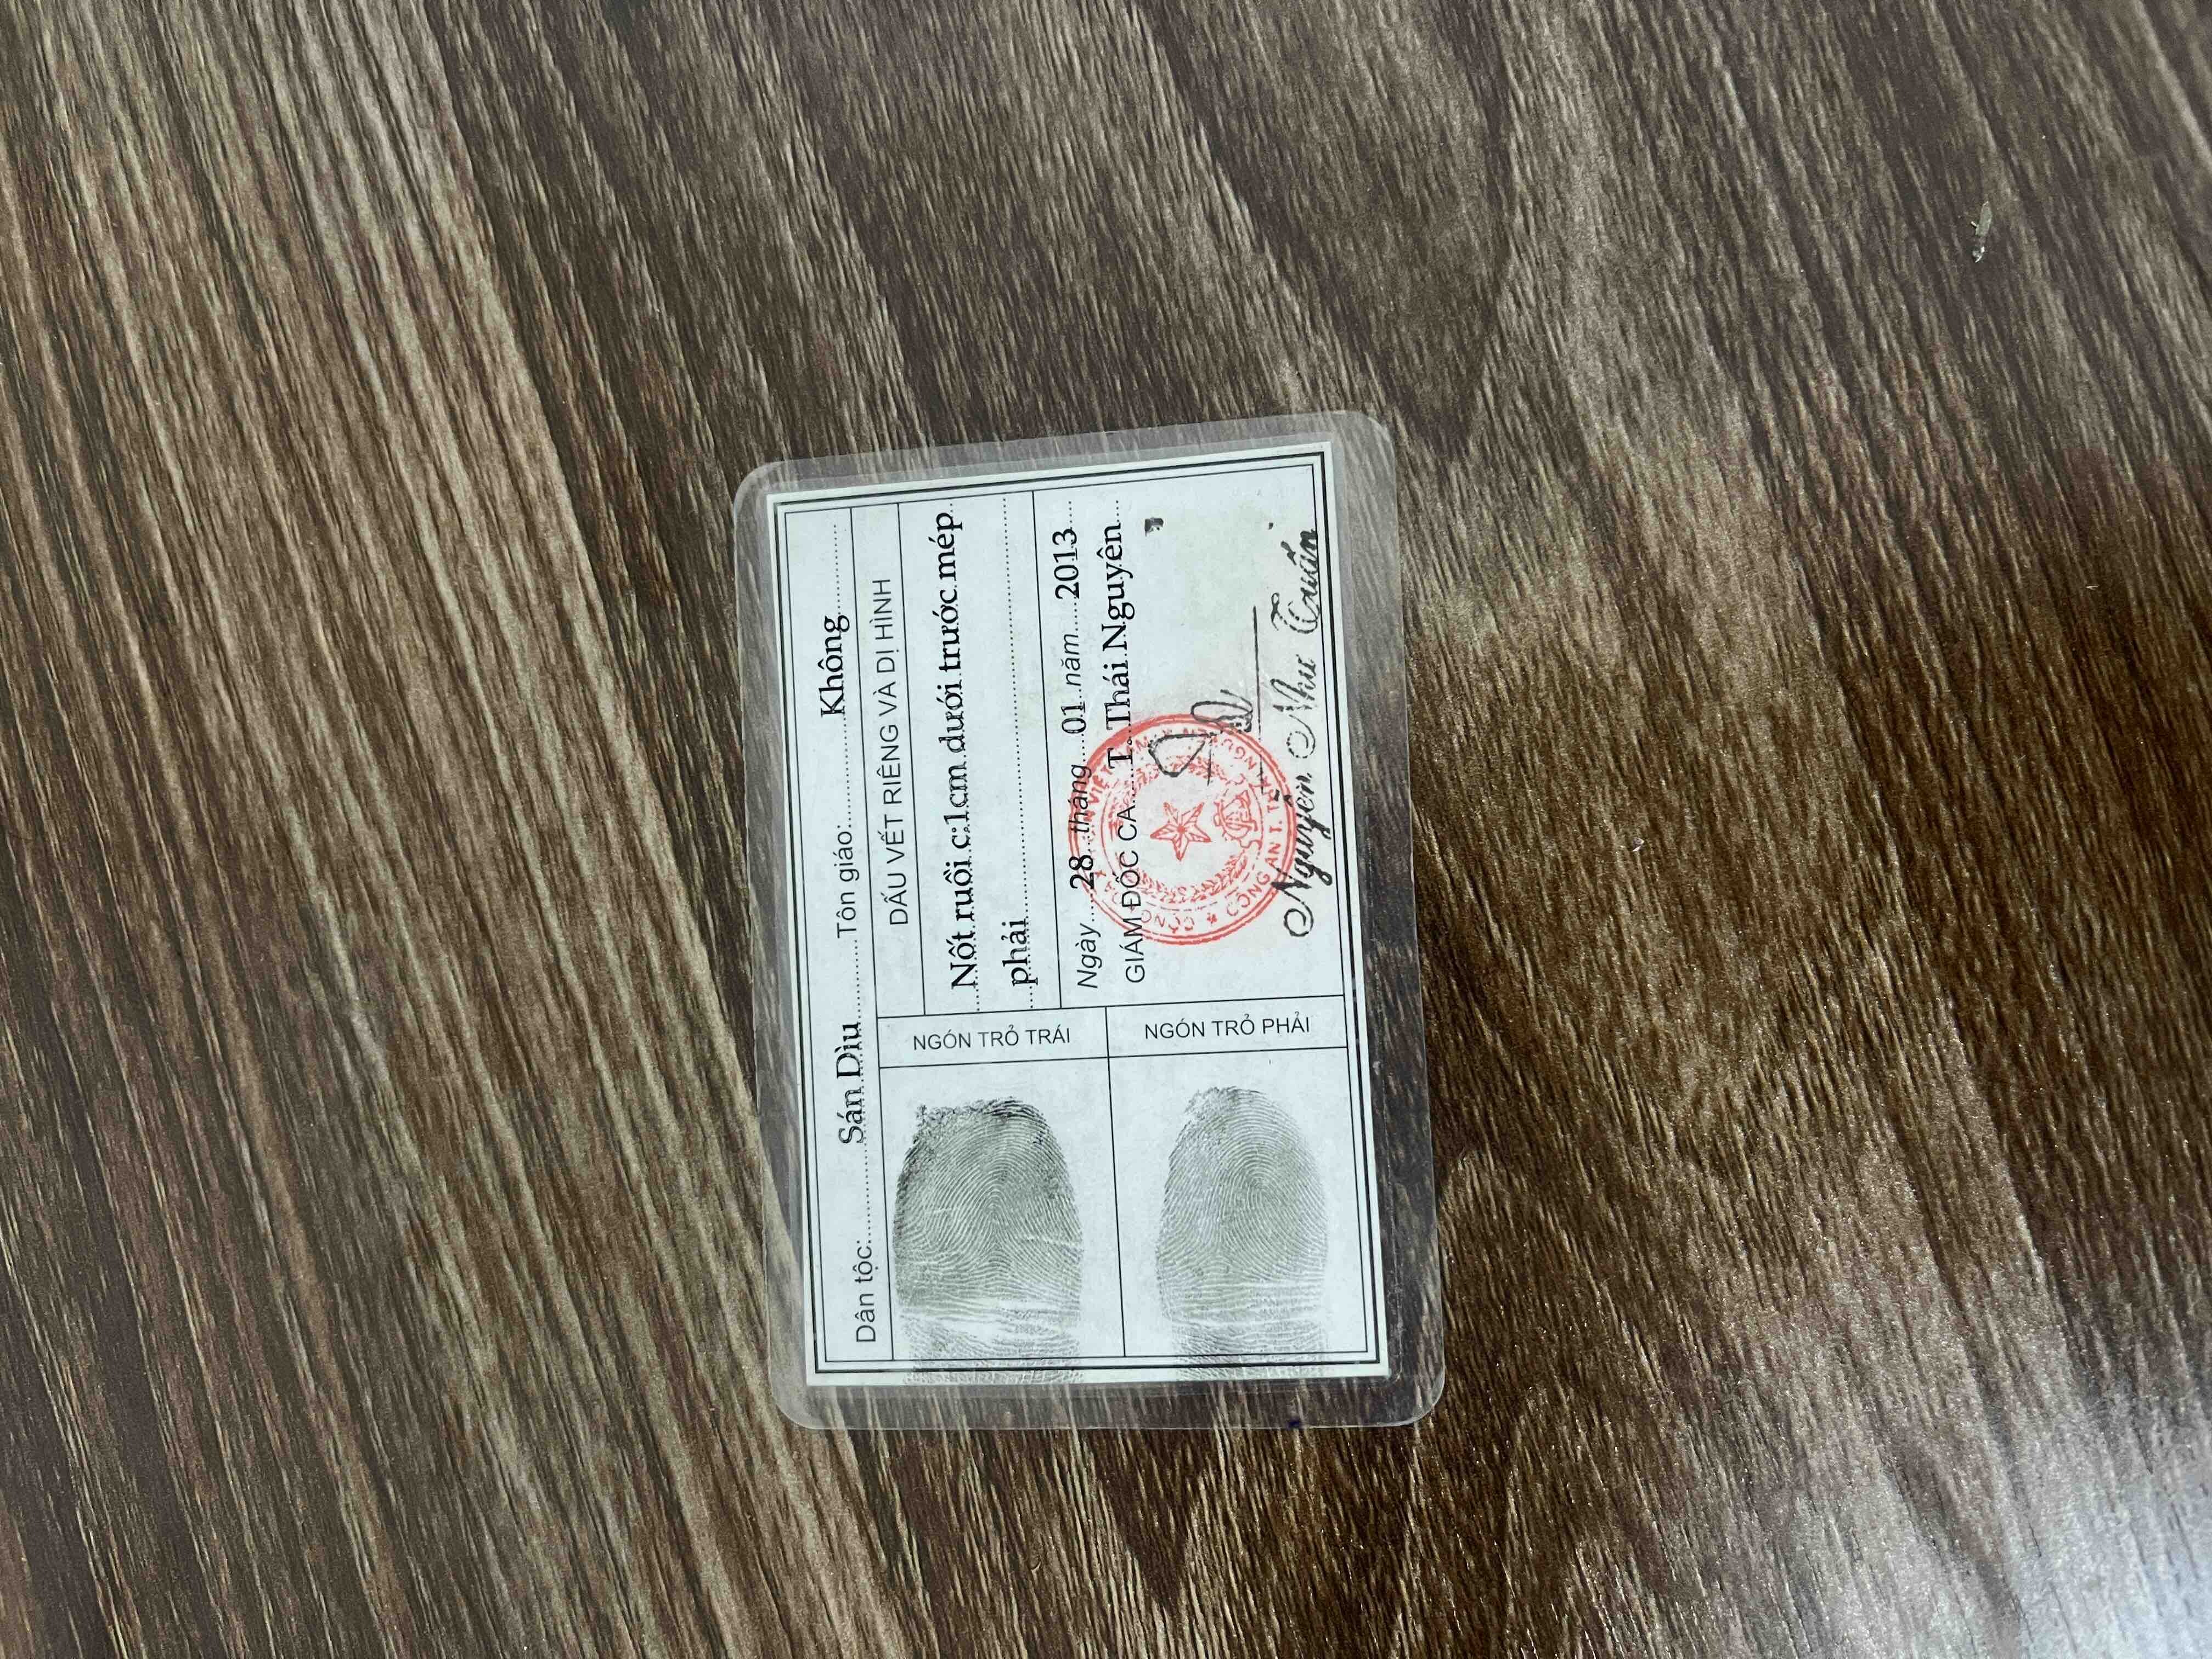 Dân tộc: Sán Dìu Tôn giáo: Không
DẤU VẾT RIÊNG VÀ DỊ HÌNH
Nốt ruồi c:1cm dưới trước mép
phải
Ngày 28 tháng 01 năm 2013
GIÁM ĐỐC CA T. Thái Nguyên
NGÓN TRỎ TRÁI
NGÓN TRỎ PHẢI
CÔNG AN T.
Nguyễn Như Tuấn